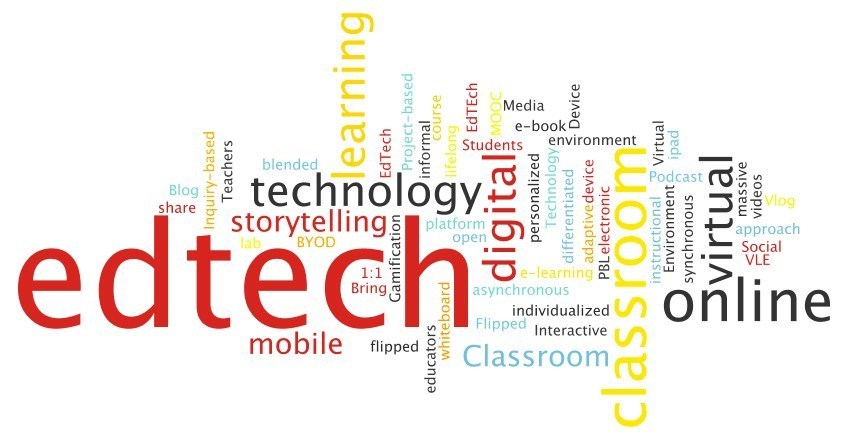 learning
Project-based
informal
course
lifelong
EdTEch
MOOC
Media
Device
e-book
environment
EdTech
Students
Inquiry-based
Teachers
blended
Blog
share
technology
storytelling
lab
BYOD
platform
open
digital
personalized
Technology
differentiated
adaptive
device
electronic
PBL
classroom
Virtual
ipad
Podcast
instructional
Environment
synchronous
virtual
massive
videos
Vlog
approach
Social
VLE
edtech
1:1
Bring
Gamification
e-learning
asynchronous
online
individualized
Flipped
Interactive
mobile
flipped
educators
whiteboard
Classroom